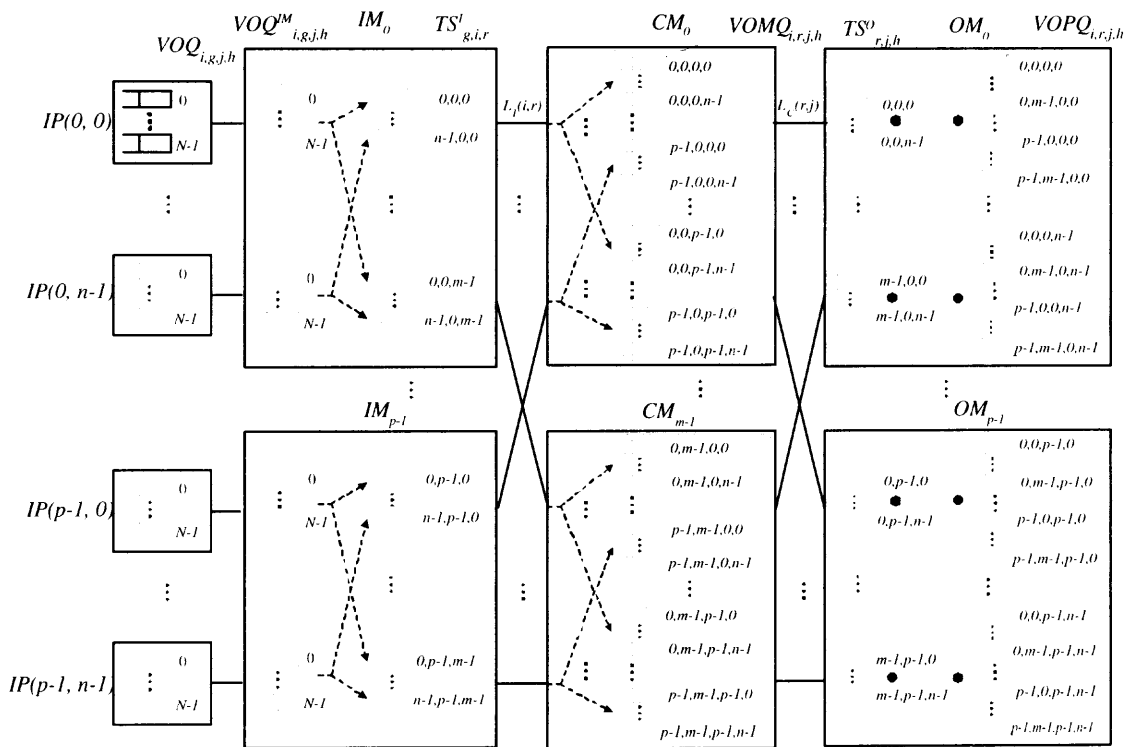 VOQ_{i,g,j,h}
VOQ^{IM}_{i,g,j,h}
IM_0
TS^I_{g,i,r}
CM_0
VOMQ_{i,r,j,h}
TS^O_{r,j,h}
OM_0
VOPQ_{i,r,j,h}
IP(0, 0)
0
N-1
0
N-1
0,0,0
n-1,0,0
L_I(i,r)
0,0,0,0
0,0,0,n-1
p-1,0,0,0
p-1,0,0,n-1
L_C(r,j)
0,0,0
0,0,n-1
0,0,0,0
0,m-1,0,0
p-1,0,0,0
p-1,m-1,0,0
IP(0, n-1)
0
N-1
0
N-1
0,0,m-1
n-1,0,m-1
0,0,p-1,0
0,0,p-1,n-1
p-1,0,p-1,0
p-1,0,p-1,n-1
m-1,0,0
m-1,0,n-1
0,0,0,n-1
0,m-1,0,n-1
p-1,0,0,n-1
p-1,m-1,0,n-1
IM_{p-1}
CM_{m-1}
OM_{p-1}
IP(p-1, 0)
0
N-1
0
N-1
0,p-1,0
n-1,p-1,0
0,m-1,0,0
0,m-1,0,n-1
p-1,m-1,0,0
p-1,m-1,0,n-1
0,p-1,0
0,p-1,n-1
0,0,p-1,0
0,m-1,p-1,0
p-1,0,p-1,0
p-1,m-1,p-1,0
IP(p-1, n-1)
0
N-1
0
N-1
0,p-1,m-1
n-1,p-1,m-1
0,m-1,p-1,0
0,m-1,p-1,n-1
p-1,m-1,p-1,0
p-1,m-1,p-1,n-1
m-1,p-1,0
m-1,p-1,n-1
0,0,p-1,n-1
0,m-1,p-1,n-1
p-1,0,p-1,n-1
p-1,m-1,p-1,n-1